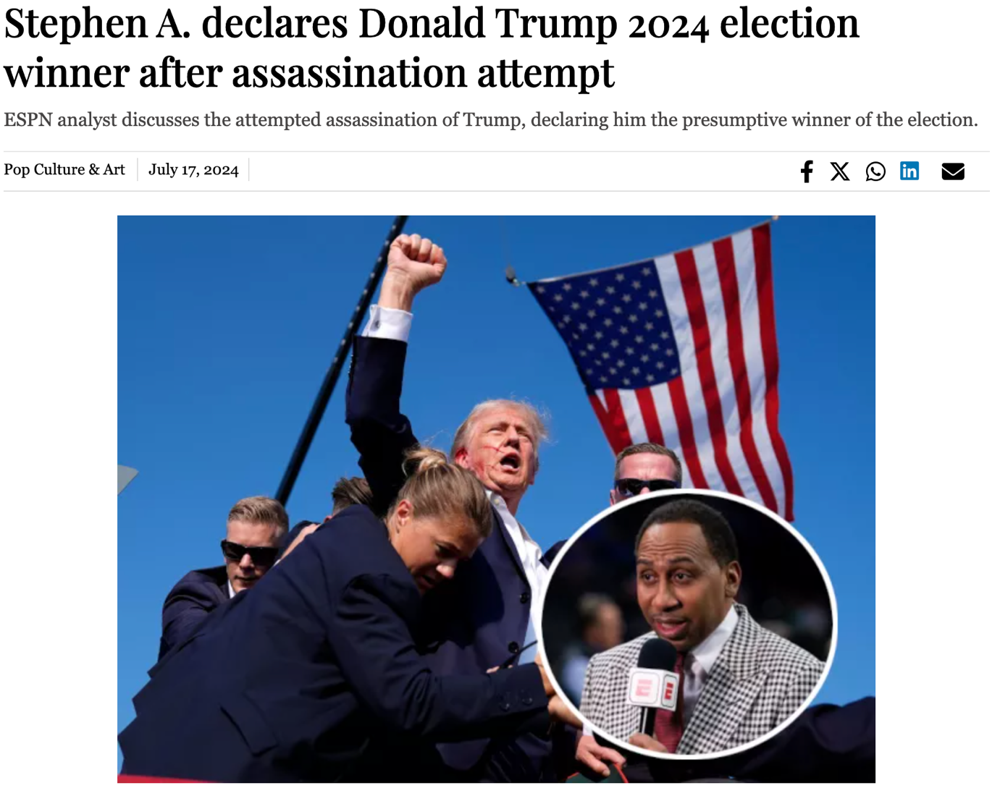 Stephen A. declares Donald Trump 2024 election
winner after assassination attempt
ESPN analyst discusses the attempted assassination of Trump, declaring him the presumptive winner of the election.
Pop Culture & Art
July 17, 2024